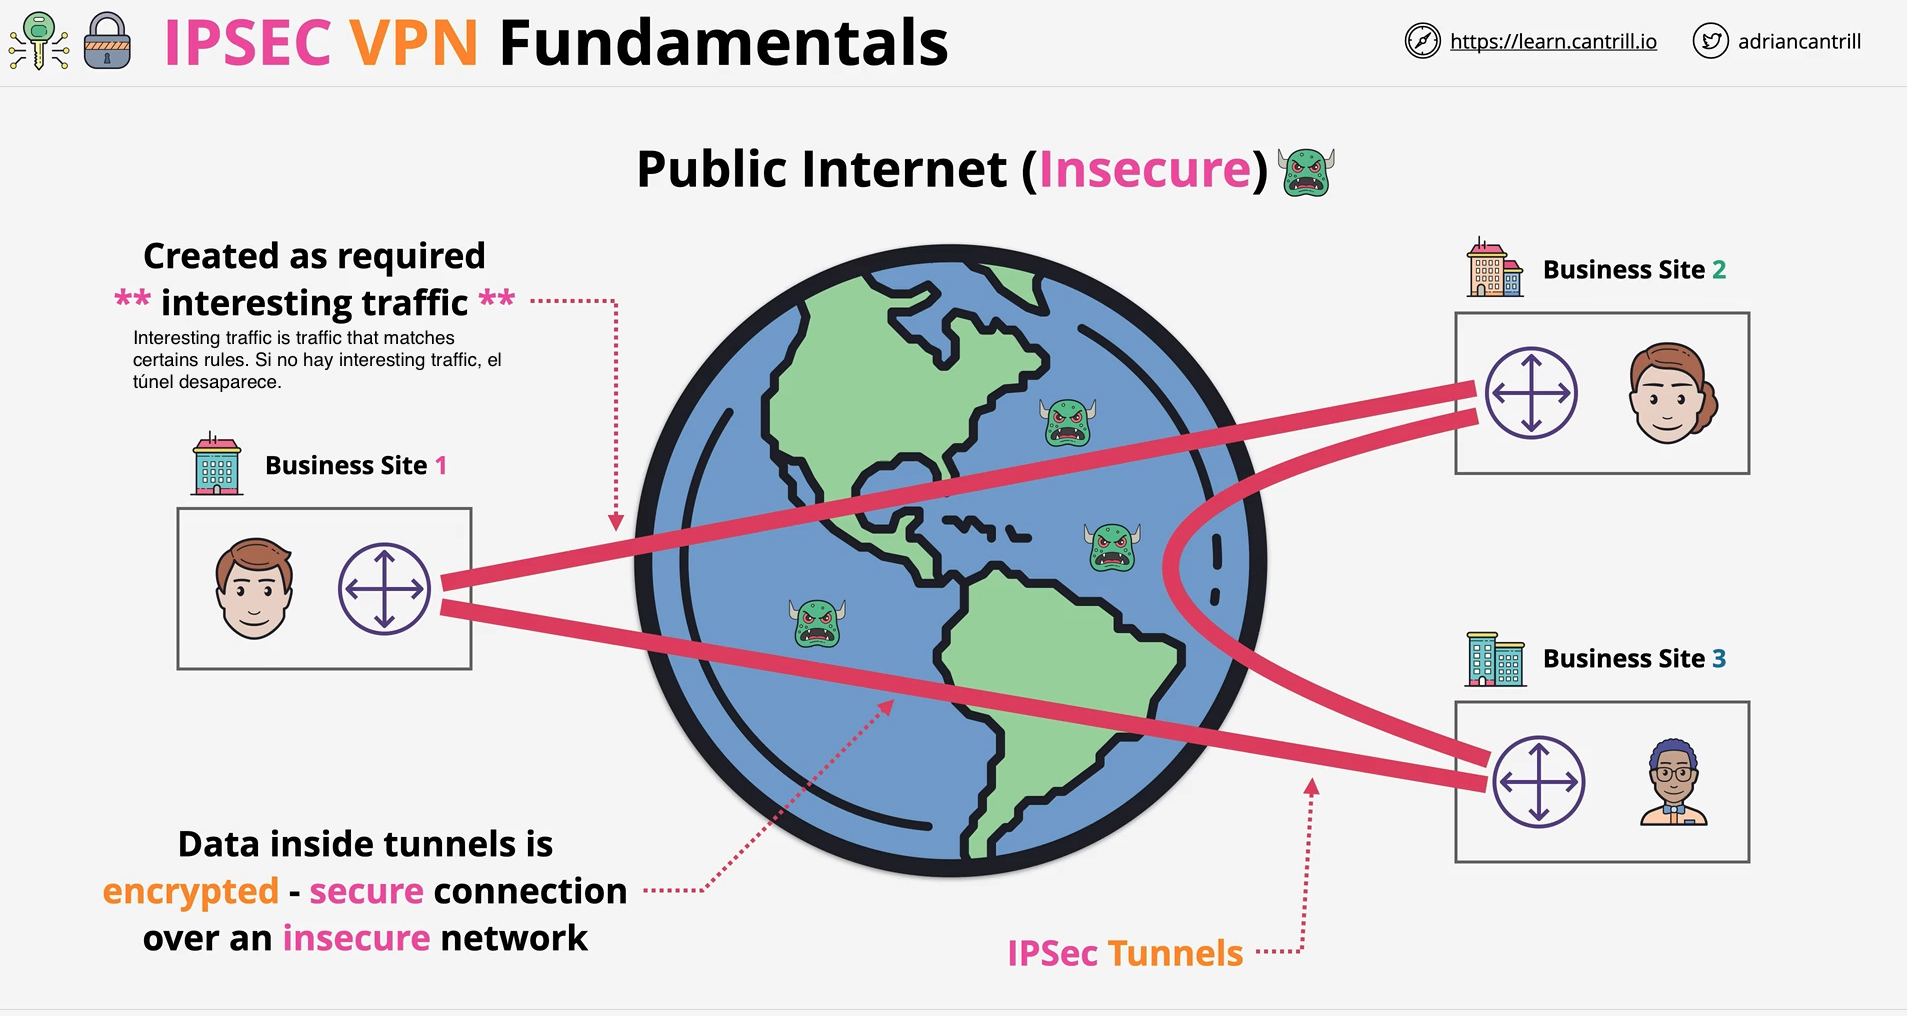 IPSEC VPN Fundamentals
https://learn.cantrill.io
adriancantrill
Public Internet (Insecure)
Created as required
** interesting traffic **
Interesting traffic is traffic that matches
certains rules. Si no hay interesting traffic, el
túnel desaparece.
Business Site 1
Business Site 2
Business Site 3
Data inside tunnels is
encrypted - secure connection
over an insecure network
IPSec Tunnels